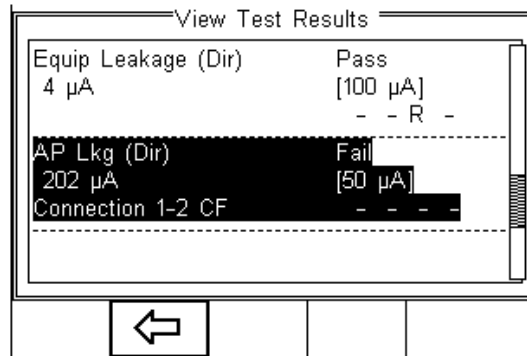 View Test Results
Equip Leakage (Dir) Pass
4 µA [100 µA]
- - R -
AP Lkg (Dir) Fail
202 µA [50 µA]
Connection 1-2 CF - - - -